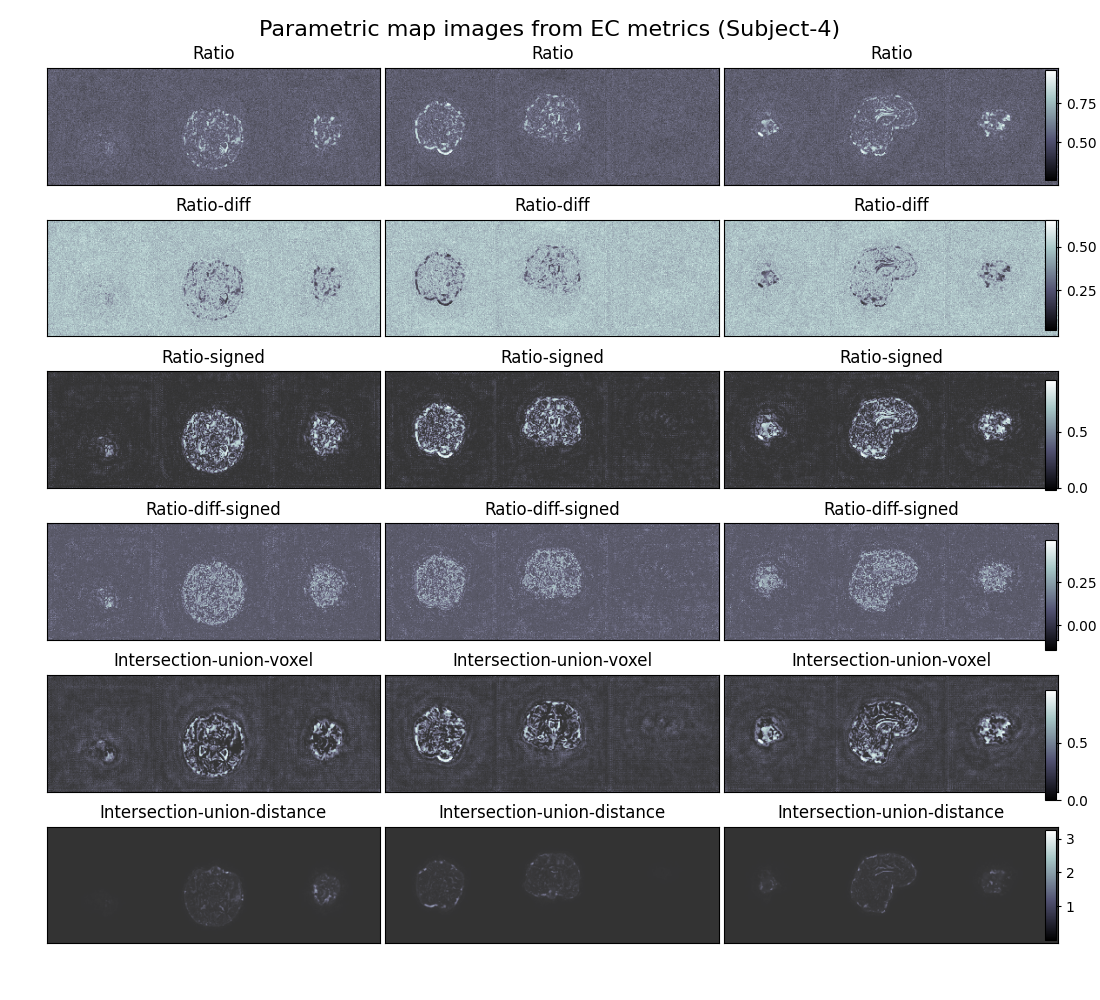 Parametric map images from EC metrics (Subject-4)
Ratio Ratio Ratio
0.75
0.50
Ratio-diff Ratio-diff Ratio-diff
0.50
0.25
Ratio-signed Ratio-signed Ratio-signed
0.5
0.0
Ratio-diff-signed Ratio-diff-signed Ratio-diff-signed
0.25
0.00
Intersection-union-voxel Intersection-union-voxel Intersection-union-voxel
0.5
0.0
Intersection-union-distance Intersection-union-distance Intersection-union-distance
3
2
1